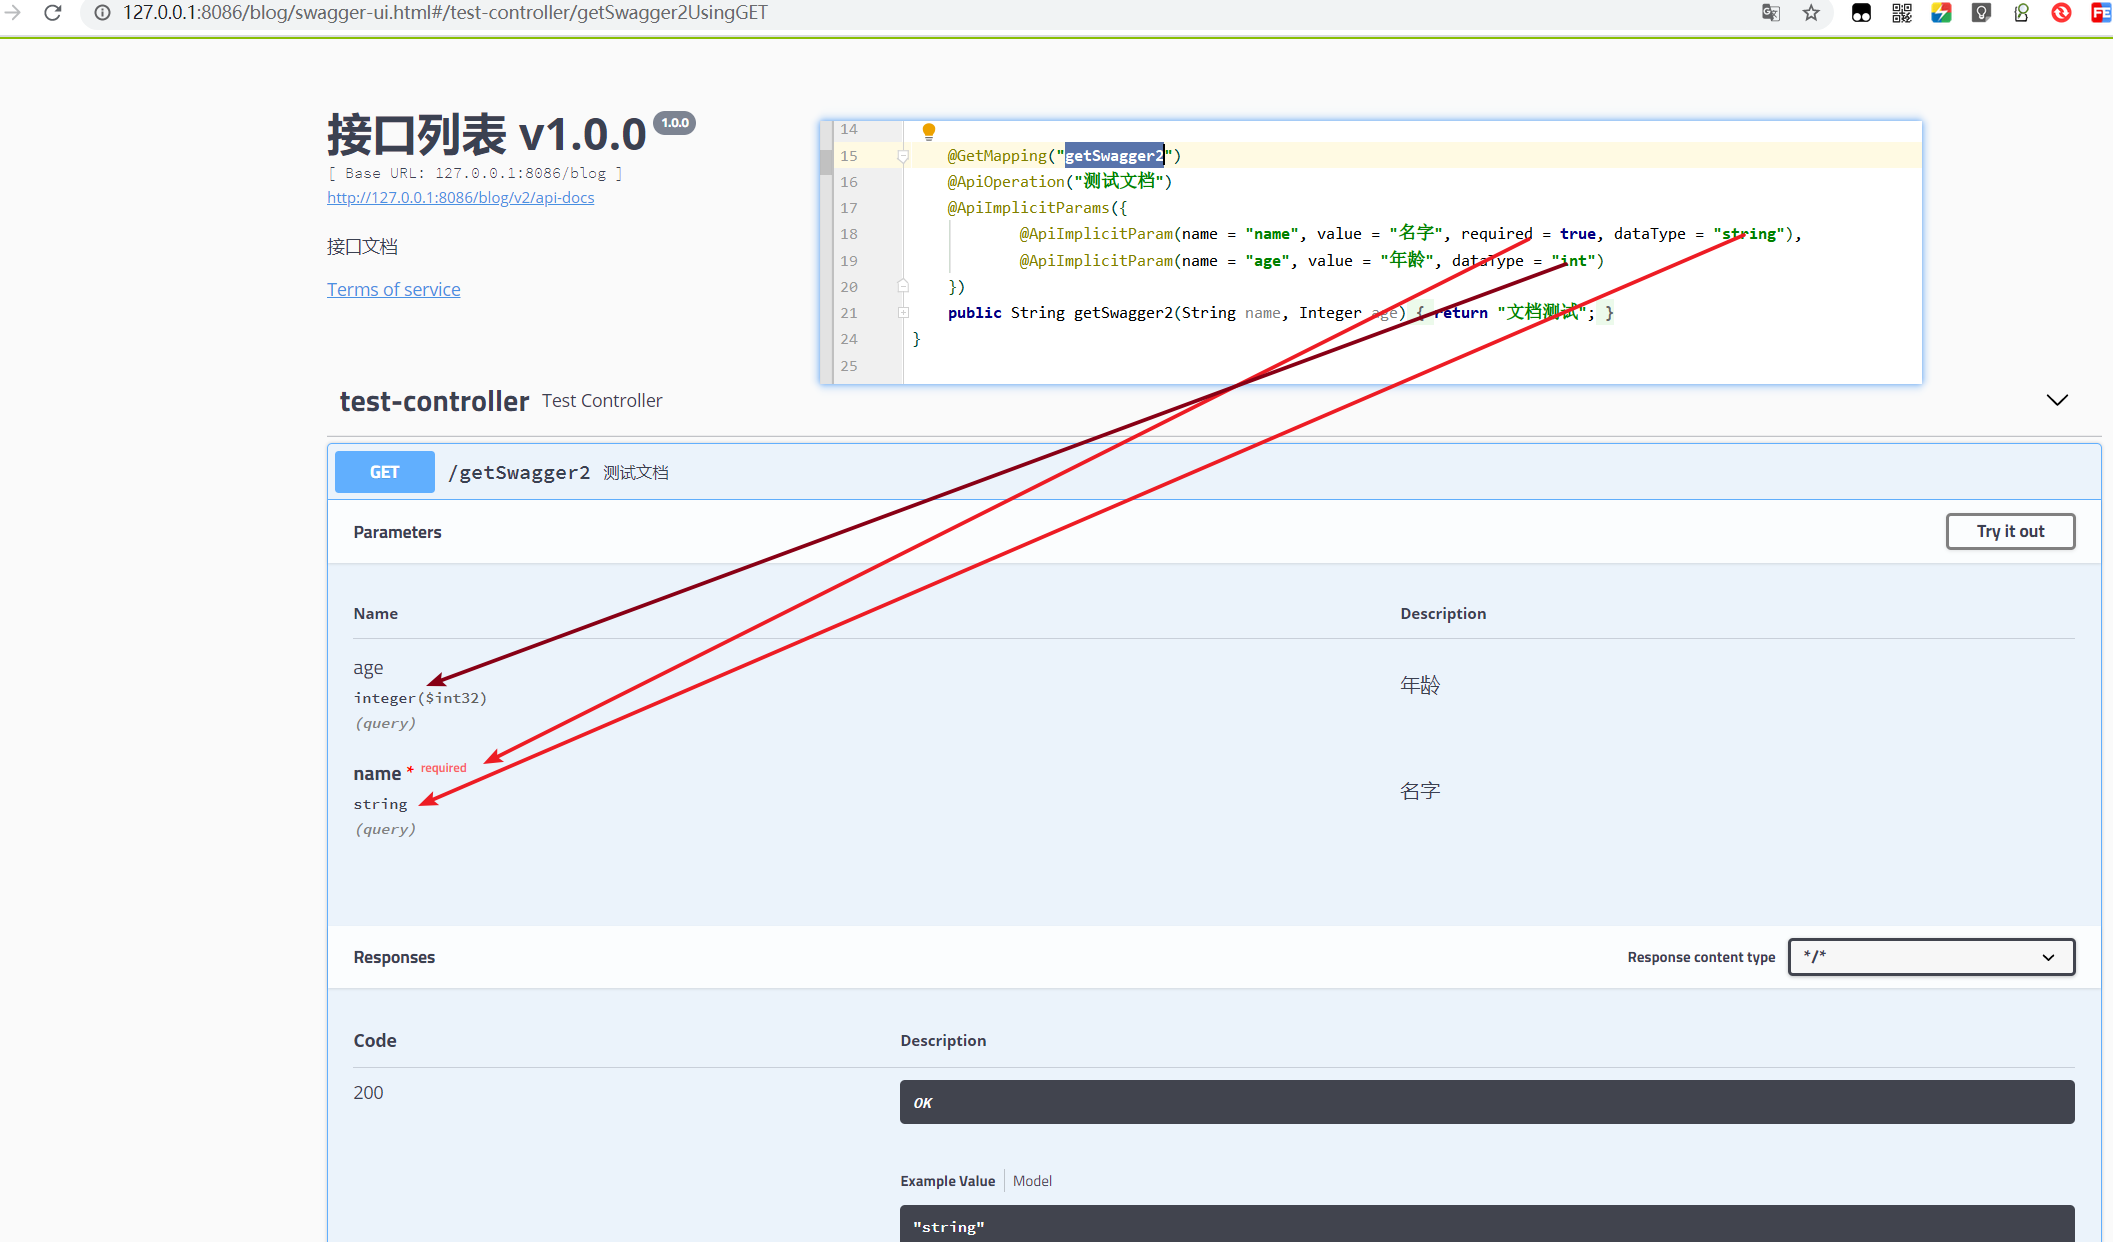 127.0.0.1:8086/blog/swagger-ui.html#/test-controller/getSwagger2UsingGET
接口列表 v1.0.0 1.0.0
[ Base URL: 127.0.0.1:8086/blog ]
http://127.0.0.1:8086/blog/v2/api-docs
接口文档
Terms of service
14
15 @GetMapping("getSwagger2")
16 @ApiOperation("测试文档")
17 @ApiImplicitParams({
18 @ApiImplicitParam(name = "name", value = "名字", required = true, dataType = "string"),
19 @ApiImplicitParam(name = "age", value = "年龄", dataType = "int")
20 })
21 public String getSwagger2(String name, Integer age) { return "文档测试"; }
24 }
25
test-controller Test Controller
GET /getSwagger2 测试文档
Parameters Try it out
Name Description
age
integer($int32)
(query)
年龄
name * required
string
(query)
名字
Responses Response content type */*
Code Description
200 OK
Example Value Model
"string"
FE